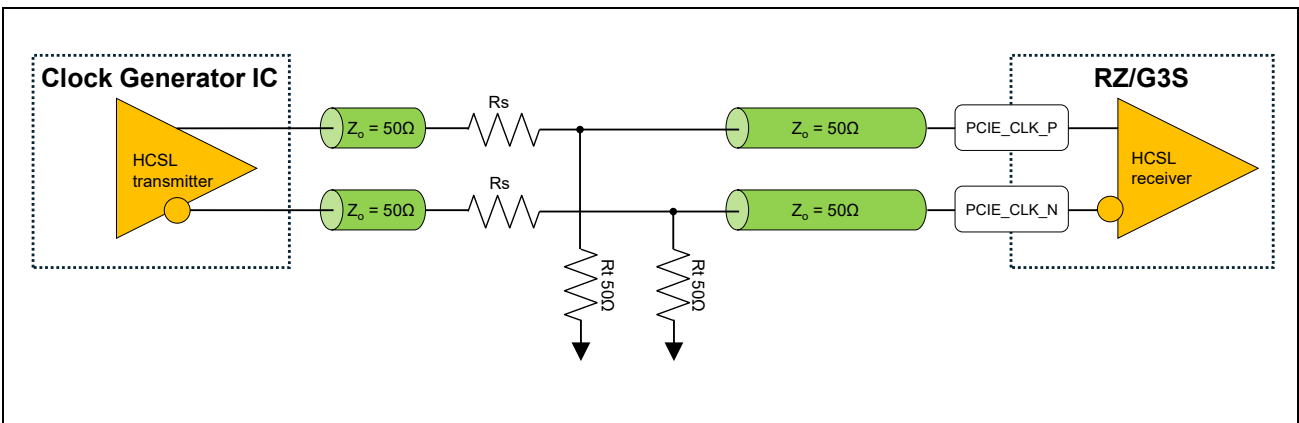 Clock Generator IC
RZ/G3S
HCSL
transmitter
Zo = 50Ω
Rs
Zo = 50Ω
PCIE_CLK_P
HCSL
receiver
Zo = 50Ω
Rs
Zo = 50Ω
PCIE_CLK_N
Rt 50Ω
Rt 50Ω